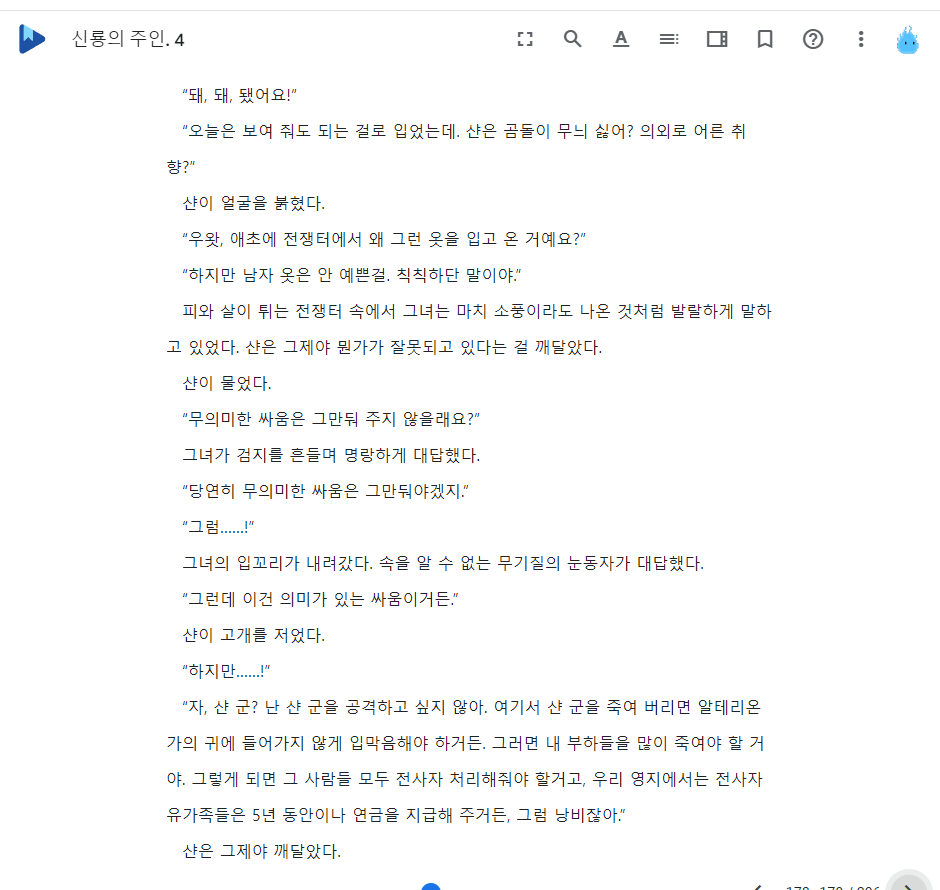 신룡의 주인. 4
“돼, 돼, 됐어요!”
“오늘은 보여 줘도 되는 걸로 입었는데. 샨은 곰돌이 무늬 싫어? 의외로 어른 취
향?”
샨이 얼굴을 붉혔다.
“우왓, 애초에 전쟁터에서 왜 그런 옷을 입고 온 거예요?”
“하지만 남자 옷은 안 예쁜걸. 칙칙하단 말이야.”
피와 살이 튀는 전쟁터 속에서 그녀는 마치 소풍이라도 나온 것처럼 발랄하게 말하
고 있었다. 샨은 그제야 뭔가가 잘못되고 있다는 걸 깨달았다.
샨이 물었다.
“무의미한 싸움은 그만둬 주지 않을래요?”
그녀가 검지를 흔들며 명랑하게 대답했다.
“당연히 무의미한 싸움은 그만둬야겠지.”
“그럼……!”
그녀의 입꼬리가 내려갔다. 속을 알 수 없는 무기질의 눈동자가 대답했다.
“그런데 이건 의미가 있는 싸움이거든.”
샨이 고개를 저었다.
“하지만……!”
“자, 샨 군? 난 샨 군을 공격하고 싶지 않아. 여기서 샨 군을 죽여 버리면 알테리온
가의 귀에 들어가지 않게 입막음해야 하거든. 그러면 내 부하들을 많이 죽여야 할 거
야. 그렇게 되면 그 사람들 모두 전사자 처리해줘야 할거고, 우리 영지에서는 전사자
유가족들은 5년 동안이나 연금을 지급해 주거든, 그럼 낭비잖아.”
샨은 그제야 깨달았다.